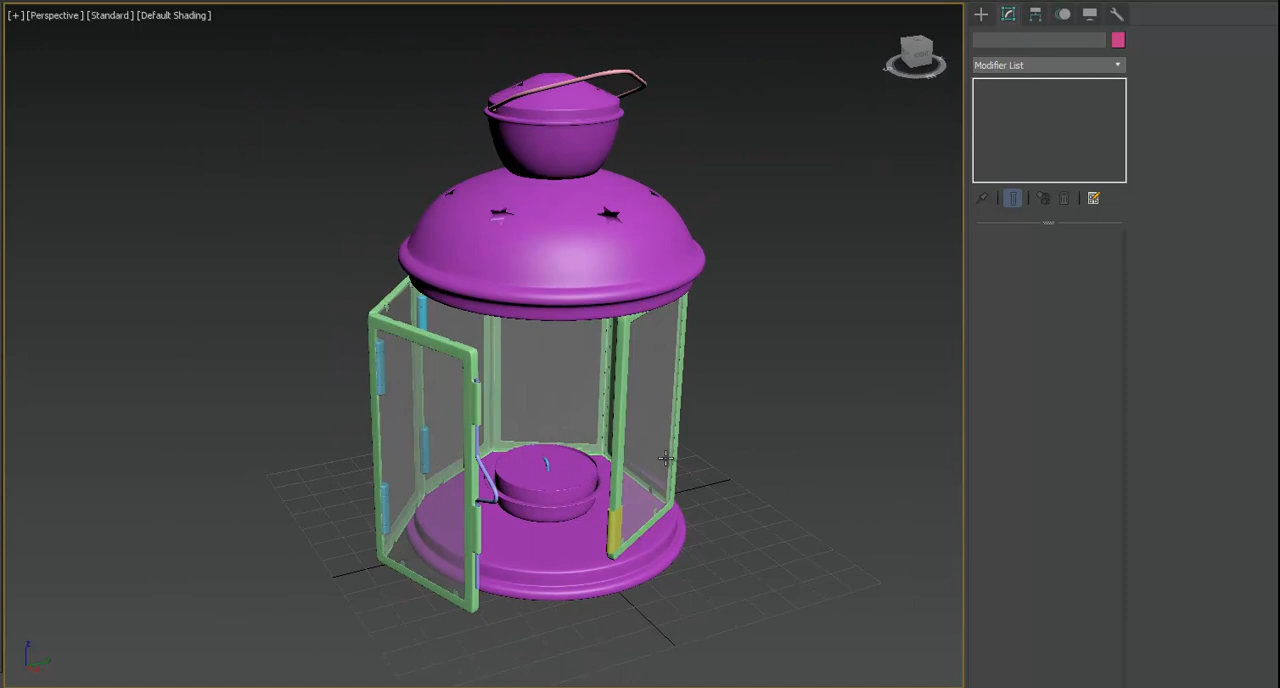 [+] [Perspective] [Standard] [Default Shading]
Modifier List
z